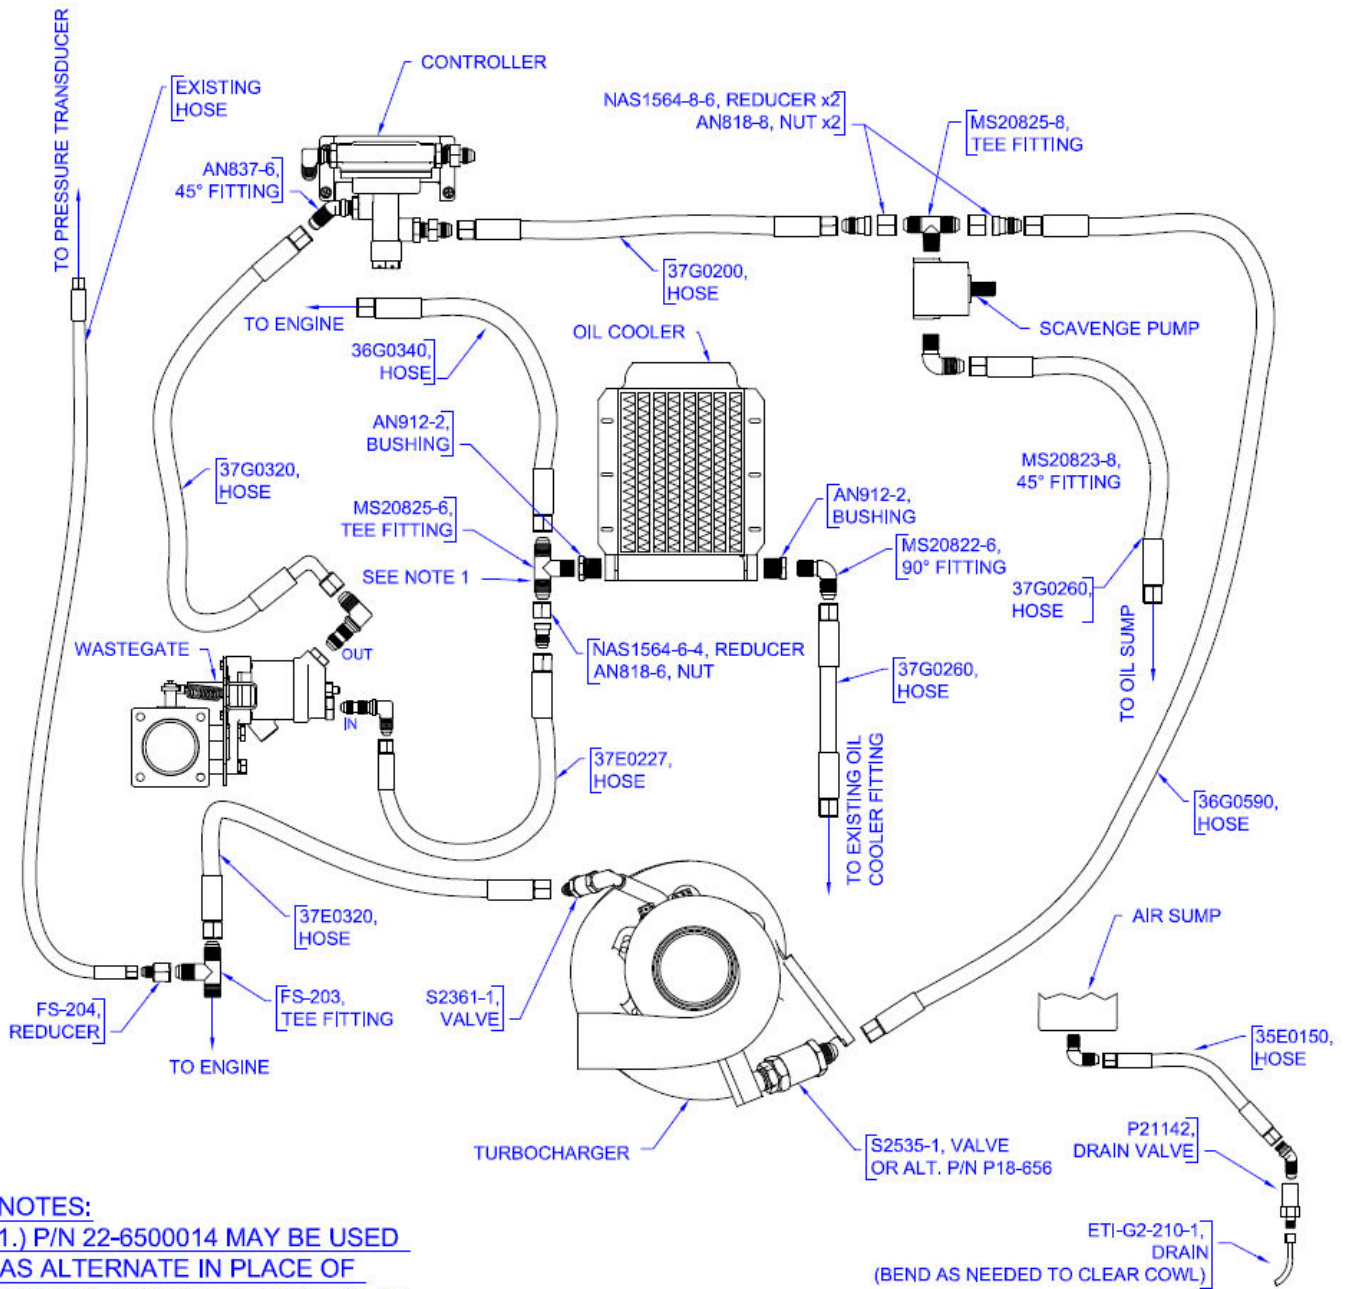 TO PRESSURE TRANSDUCER
EXISTING
HOSE
CONTROLLER
AN837-6,
45° FITTING
NAS1564-8-6, REDUCER x2
AN818-8, NUT x2
MS20825-8,
TEE FITTING
37G0200,
HOSE
TO ENGINE
36G0340,
HOSE
OIL COOLER
SCAVENGE PUMP
AN912-2,
BUSHING
37G0320,
HOSE
MS20825-6,
TEE FITTING
SEE NOTE 1
MS20823-8,
45° FITTING
AN912-2,
BUSHING
MS20822-6,
90° FITTING
37G0260,
HOSE
TO OIL SUMP
WASTEGATE
OUT
IN
NAS1564-6-4, REDUCER
AN818-6, NUT
37G0260,
HOSE
37E0227,
HOSE
TO EXISTING OIL
COOLER FITTING
36G0590,
HOSE
37E0320,
HOSE
AIR SUMP
FS-204,
REDUCER
FS-203,
TEE FITTING
S2361-1,
VALVE
TO ENGINE
35E0150,
HOSE
TURBOCHARGER
S2535-1, VALVE
OR ALT. P/N P18-656
P21142,
DRAIN VALVE
ETI-G2-210-1,
DRAIN
(BEND AS NEEDED TO CLEAR COWL)
NOTES:
1.) P/N 22-6500014 MAY BE USED
AS ALTERNATE IN PLACE OF